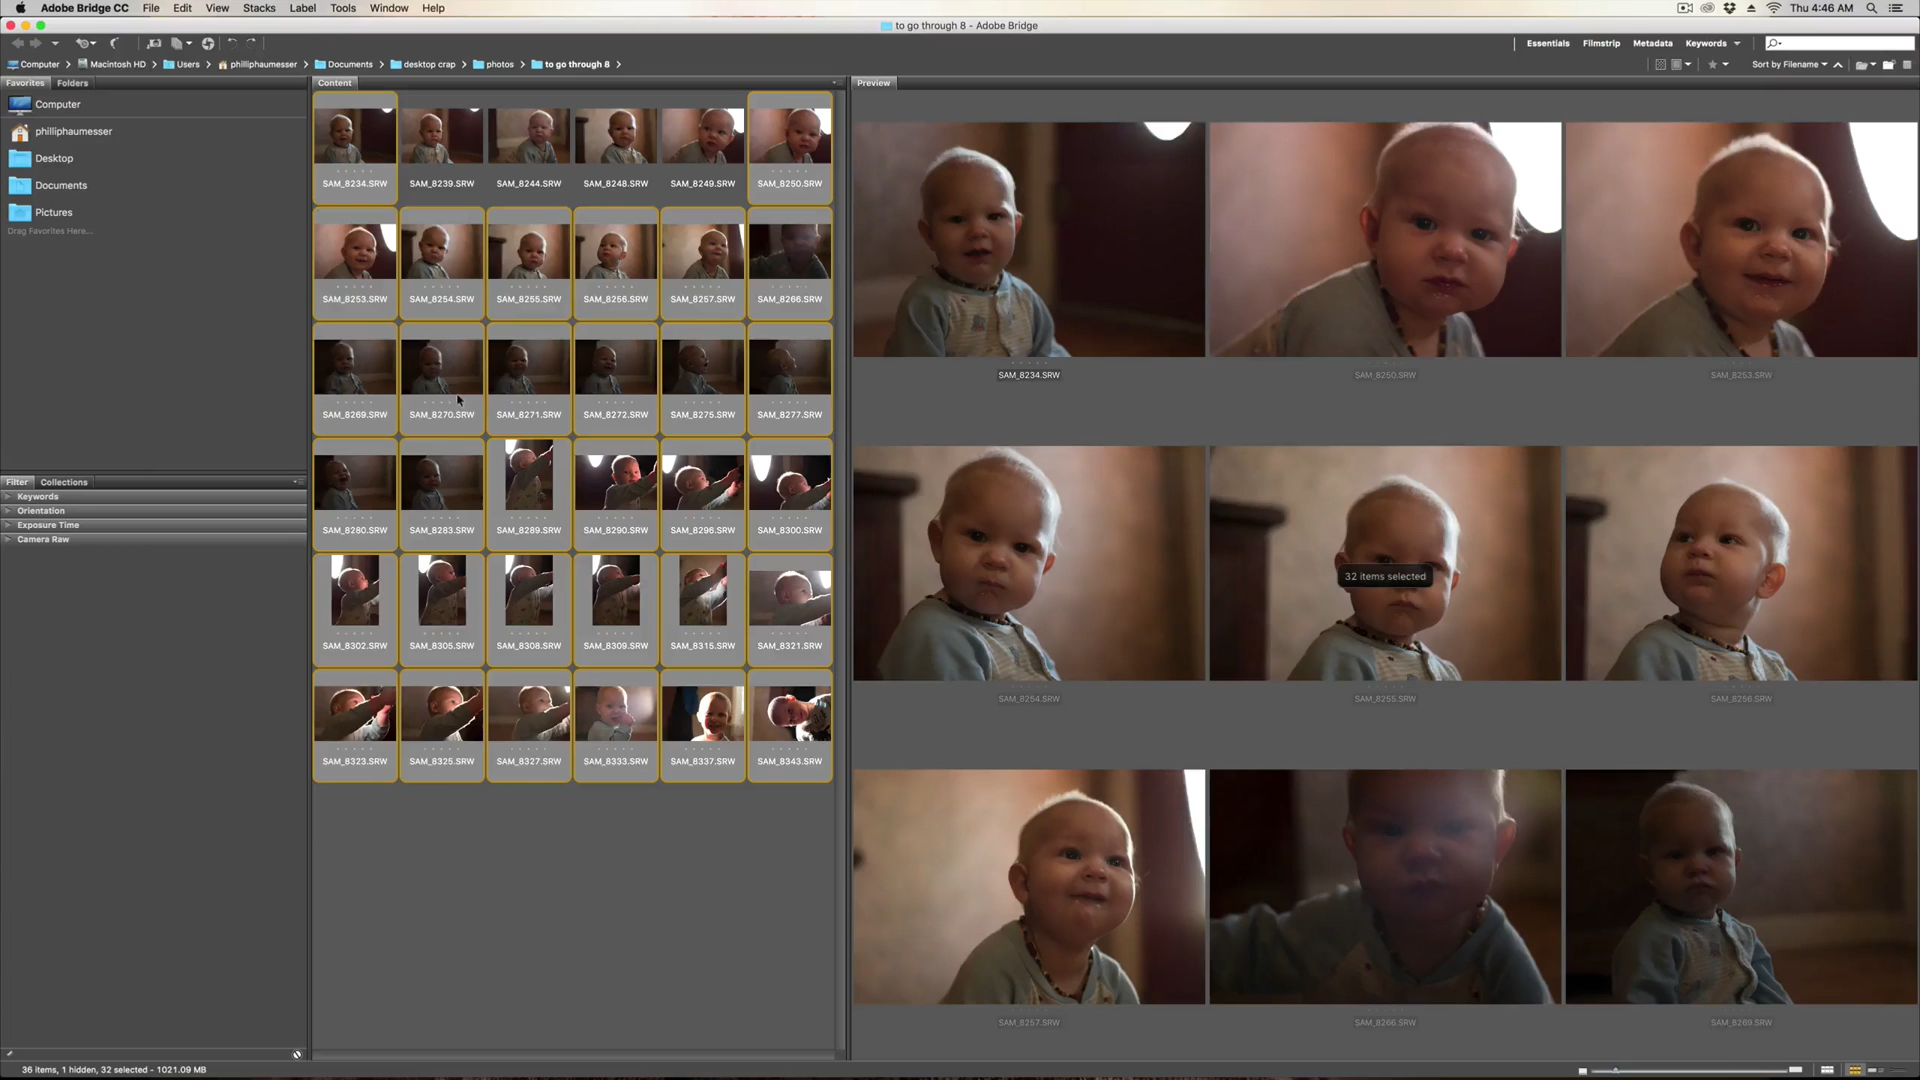 Adobe Bridge CC File Edit View Stacks Label Tools Window Help Thu 4:46 AM
to go through 8 - Adobe Bridge
Essentials Filmstrip Metadata Keywords
Computer Macintosh HD Users philliphaumesser Documents desktop crap photos to go through 8 Sort by Filename
Favorites Folders Content Preview
Computer
philliphaumesser
Desktop
Documents
Pictures
Drag Favorites Here...
Filter Collections
Keywords
Orientation
Exposure Time
Camera Raw
SAM_8234.SRW SAM_8239.SRW SAM_8244.SRW SAM_8248.SRW SAM_8249.SRW SAM_8250.SRW
SAM_8253.SRW SAM_8254.SRW SAM_8255.SRW SAM_8256.SRW SAM_8257.SRW SAM_8266.SRW
SAM_8269.SRW SAM_8270.SRW SAM_8271.SRW SAM_8272.SRW SAM_8275.SRW SAM_8277.SRW
SAM_8280.SRW SAM_8283.SRW SAM_8289.SRW SAM_8290.SRW SAM_8296.SRW SAM_8300.SRW
SAM_8302.SRW SAM_8305.SRW SAM_8308.SRW SAM_8309.SRW SAM_8315.SRW SAM_8321.SRW
SAM_8323.SRW SAM_8325.SRW SAM_8327.SRW SAM_8333.SRW SAM_8337.SRW SAM_8343.SRW
SAM_8234.SRW SAM_8250.SRW SAM_8253.SRW
32 items selected
SAM_8254.SRW SAM_8255.SRW SAM_8256.SRW
SAM_8257.SRW SAM_8266.SRW SAM_8269.SRW
36 items, 1 hidden, 32 selected - 1021.09 MB